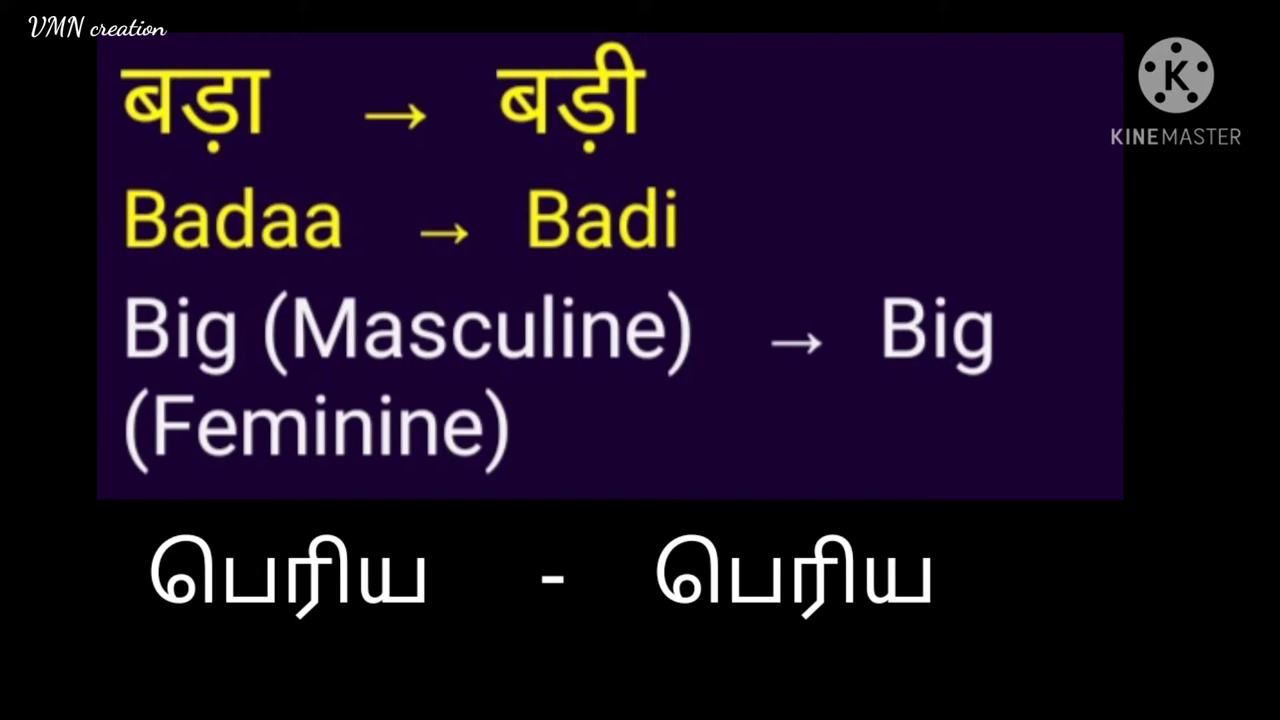 VMN creation
बड़ा → बड़ी
KINEMASTER
Badaa → Badi
Big (Masculine) → Big
(Feminine)
பெரிய - பெரிய